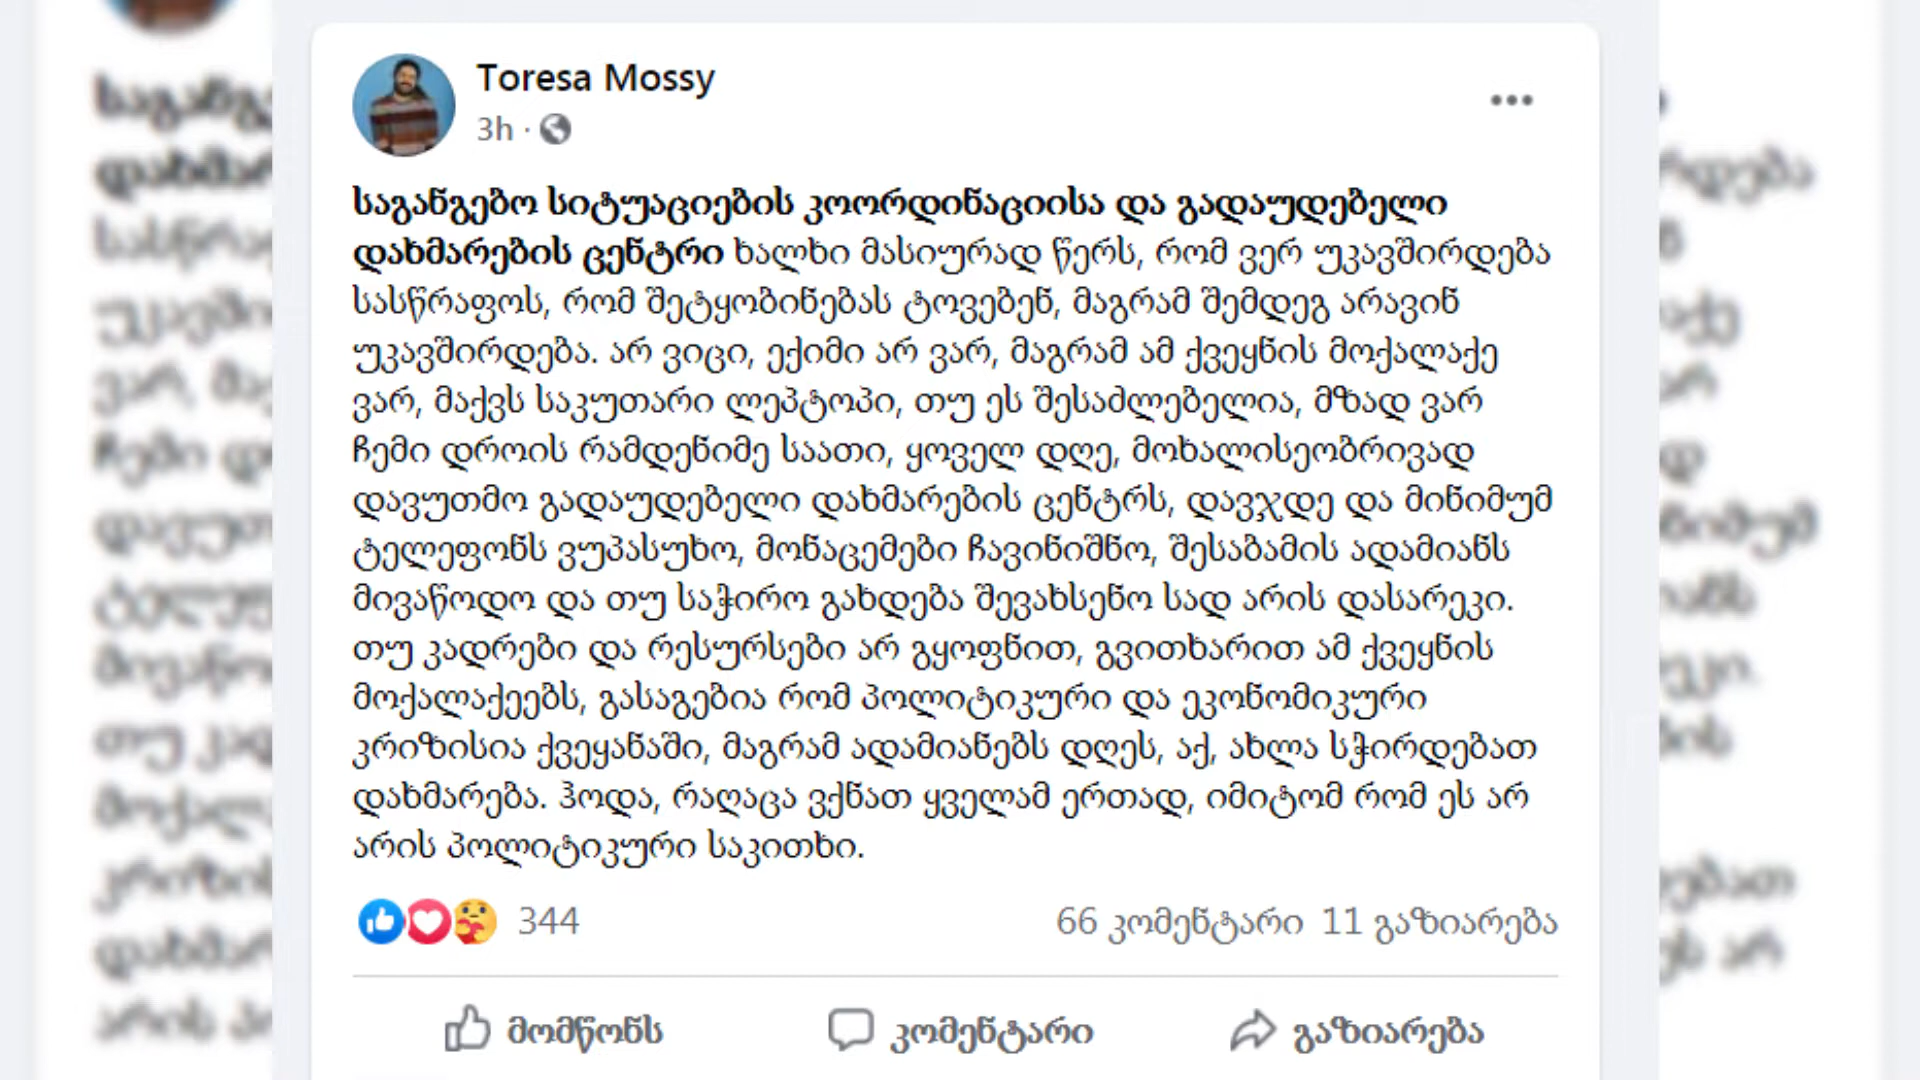 Toresa Mossy
3h ·
საგანგებო სიტუაციების კოორდინაციისა და გადაუდებელი
დახმარების ცენტრი ხალხი მასიურად წერს, რომ ვერ უკავშირდება
სასწრაფოს, რომ შეტყობინებას ტოვებენ, მაგრამ შემდეგ არავინ
უკავშირდება. არ ვიცი, ექიმი არ ვარ, მაგრამ ამ ქვეყნის მოქალაქე
ვარ, მაქვს საკუთარი ლეპტოპი, თუ ეს შესაძლებელია, მზად ვარ
ჩემი დროის რამდენიმე საათი, ყოველ დღე, მოხალისეობრივად
დავუთმო გადაუდებელი დახმარების ცენტრს, დავჯდე და მინიმუმ
ტელეფონს ვუპასუხო, მონაცემები ჩავინიშნო, შესაბამის ადამიანს
მივაწოდო და თუ საჭირო გახდება შევახსენო სად არის დასარეკი.
თუ კადრები და რესურსები არ გყოფნით, გვითხარით ამ ქვეყნის
მოქალაქეებს, გასაგებია რომ პოლიტიკური და ეკონომიკური
კრიზისია ქვეყანაში, მაგრამ ადამიანებს დღეს, აქ, ახლა სჭირდებათ
დახმარება. ჰოდა, რაღაცა ვქნათ ყველამ ერთად, იმიტომ რომ ეს არ
არის პოლიტიკური საკითხი.
344 66 კომენტარი 11 გაზიარება
მომწონს კომენტარი გაზიარება